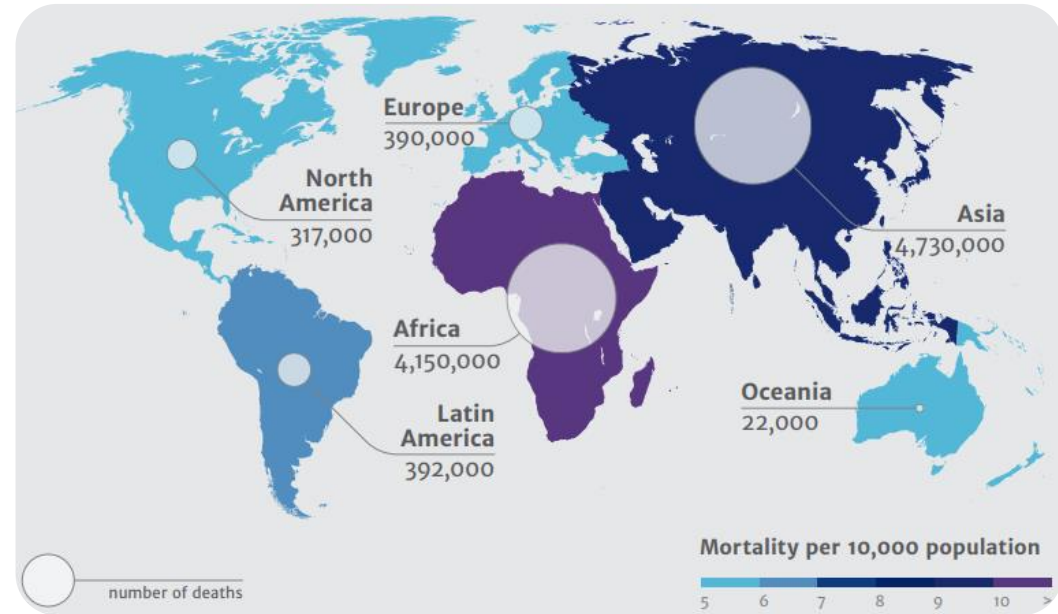 Europe
390,000
North
America
317,000
Asia
4,730,000
Africa
4,150,000
Oceania
22,000
Latin
America
392,000
Mortality per 10,000 population
number of deaths
5 6 7 8 9 10 >